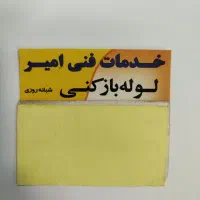 خدمات فنی امیر
لوله بازکنی
شبانه روزی